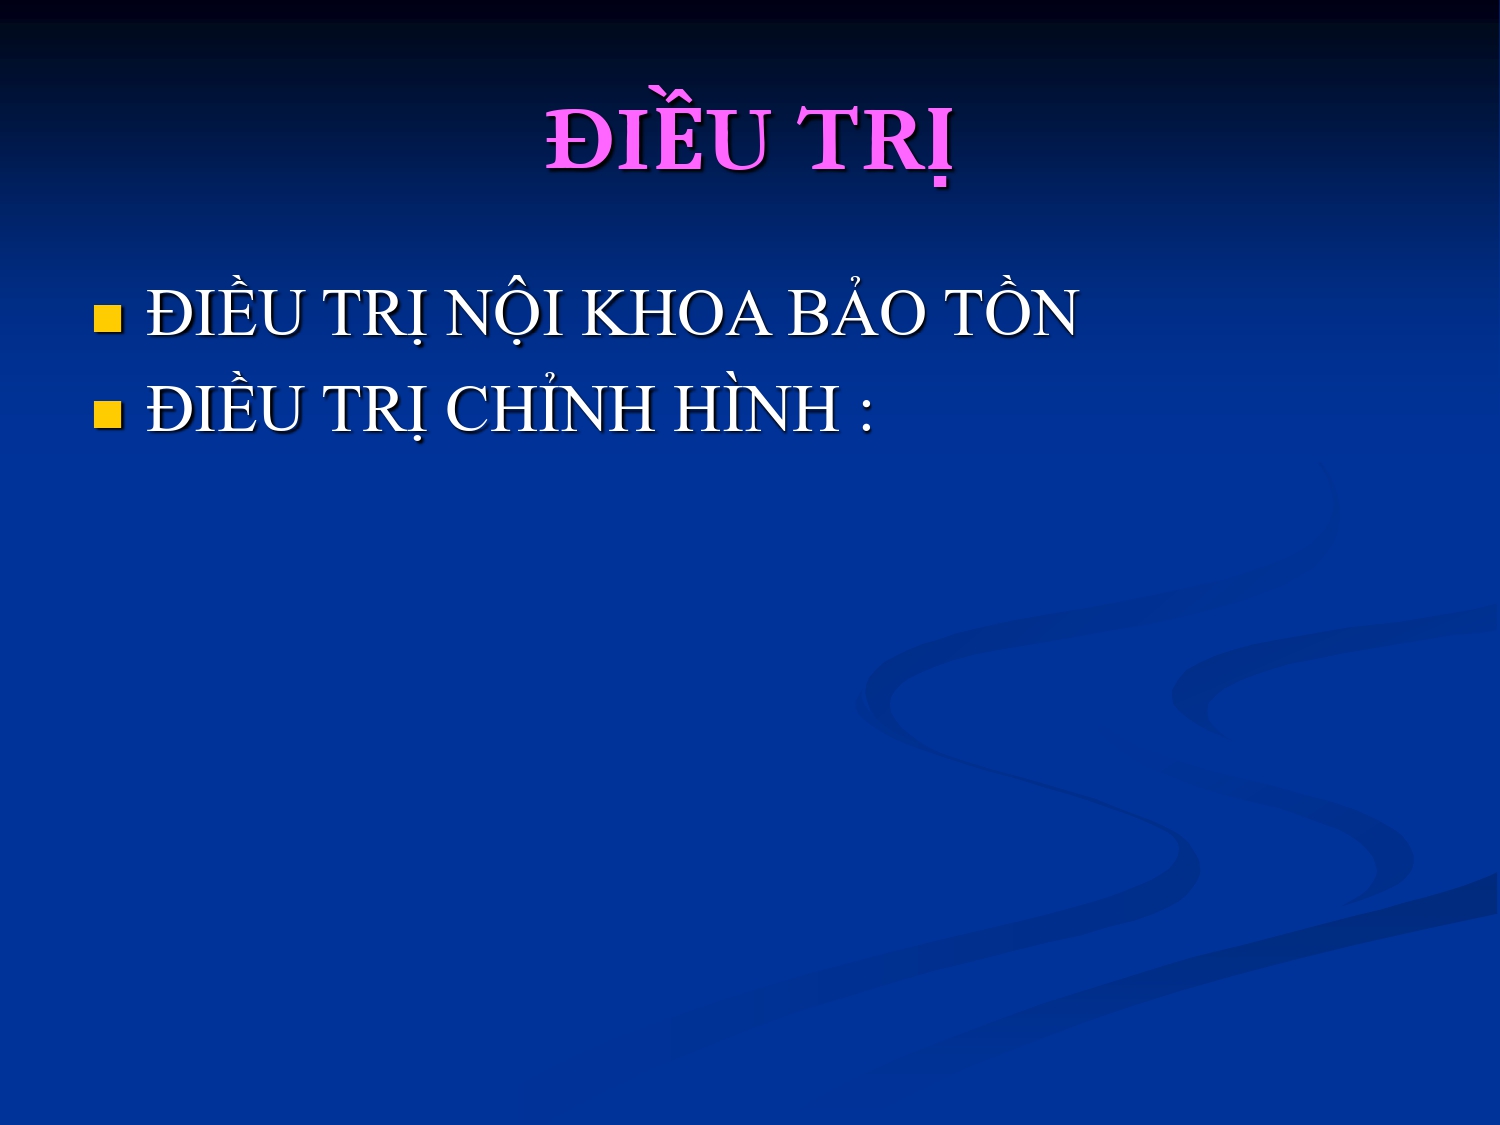 ĐIỀU TRỊ
ĐIỀU TRỊ NỘI KHOA BẢO TỒN
ĐIỀU TRỊ CHỈNH HÌNH :